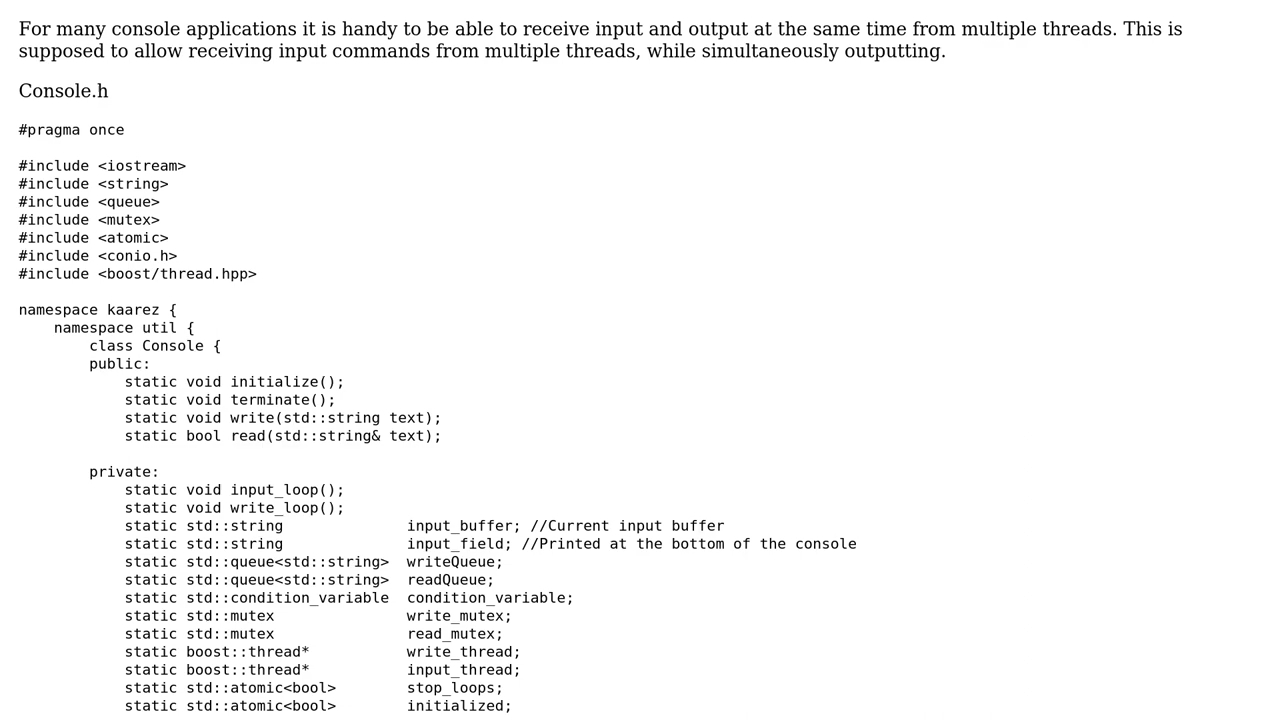 For many console applications it is handy to be able to receive input and output at the same time from multiple threads. This is
supposed to allow receiving input commands from multiple threads, while simultaneously outputting.
Console.h
#pragma once
#include <iostream>
#include <string>
#include <queue>
#include <mutex>
#include <atomic>
#include <conio.h>
#include <boost/thread.hpp>
namespace kaarez {
    namespace util {
        class Console {
        public:
            static void initialize();
            static void terminate();
            static void write(std::string text);
            static bool read(std::string& text);
        private:
            static void input_loop();
            static void write_loop();
            static std::string              input_buffer; //Current input buffer
            static std::string              input_field; //Printed at the bottom of the console
            static std::queue<std::string>  writeQueue;
            static std::queue<std::string>  readQueue;
            static std::condition_variable  condition_variable;
            static std::mutex               write_mutex;
            static std::mutex               read_mutex;
            static boost::thread*           write_thread;
            static boost::thread*           input_thread;
            static std::atomic<bool>        stop_loops;
            static std::atomic<bool>        initialized;